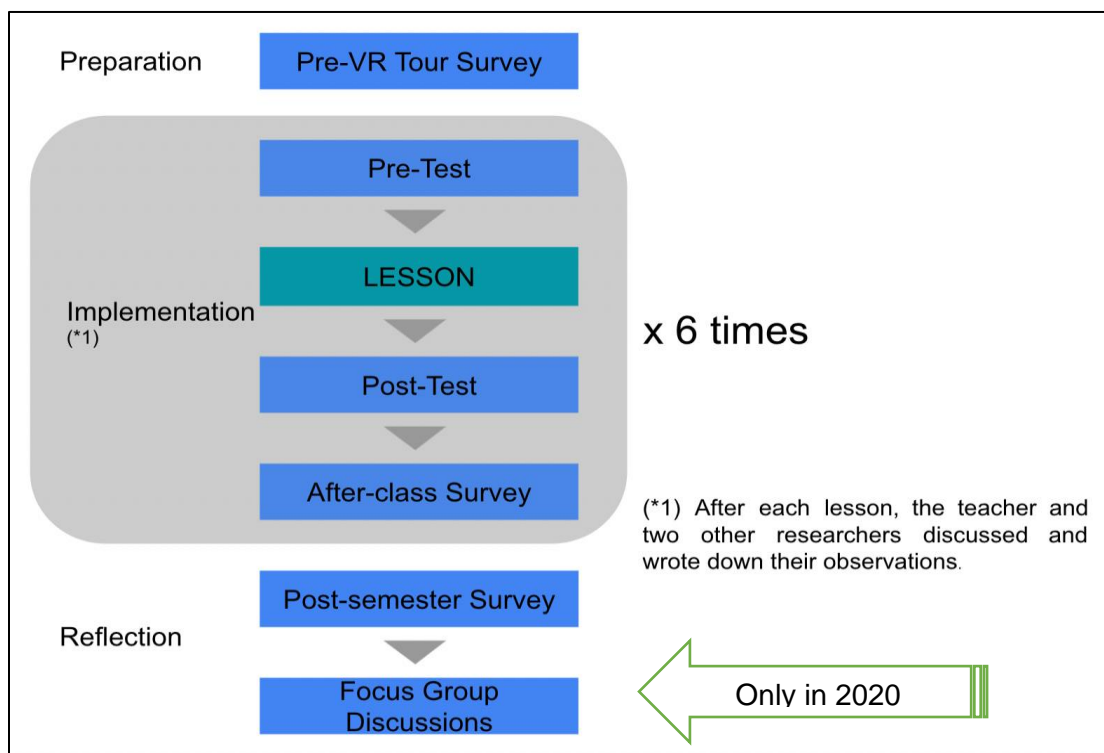 Preparation
Pre-VR Tour Survey
Pre-Test
LESSON
Implementation
(*1)
x 6 times
Post-Test
After-class Survey
(*1) After each lesson, the teacher and
two other researchers discussed and
wrote down their observations.
Post-semester Survey
Reflection
Focus Group
Discussions
Only in 2020